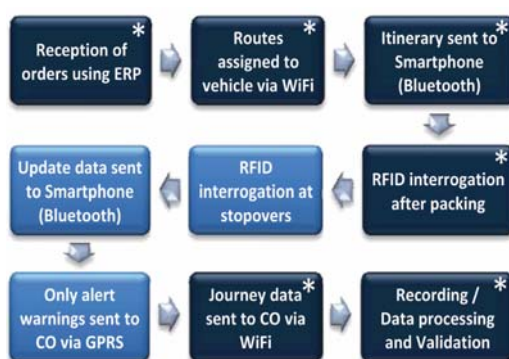 *
Reception of
orders using ERP
*
Routes
assigned to
vehicle via WiFi
*
Itinerary sent to
Smartphone
(Bluetooth)
Update data sent
to Smartphone
(Bluetooth)
RFID
interrogation at
stopovers
*
RFID interrogation
after packing
Only alert
warnings sent to
CO via GPRS
*
Journey data
sent to CO via
WiFi
*
Recording /
Data processing
and Validation